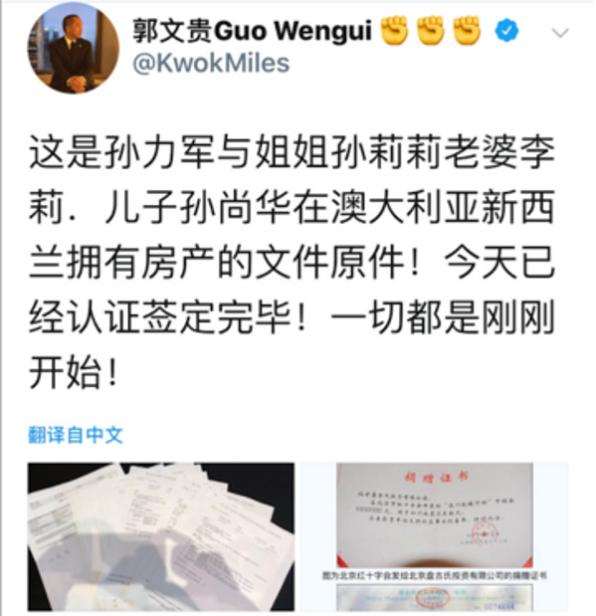 郭文贵Guo Wengui ✊✊✊
@KwokMiles
这是孙力军与姐姐孙莉莉老婆李
莉．儿子孙尚华在澳大利亚新西
兰拥有房产的文件原件！今天已
经认证签定完毕！一切都是刚刚
开始！
翻译自中文
捐赠证书
图为北京红十字会发给北京盘古氏投资有限公司的捐赠证书